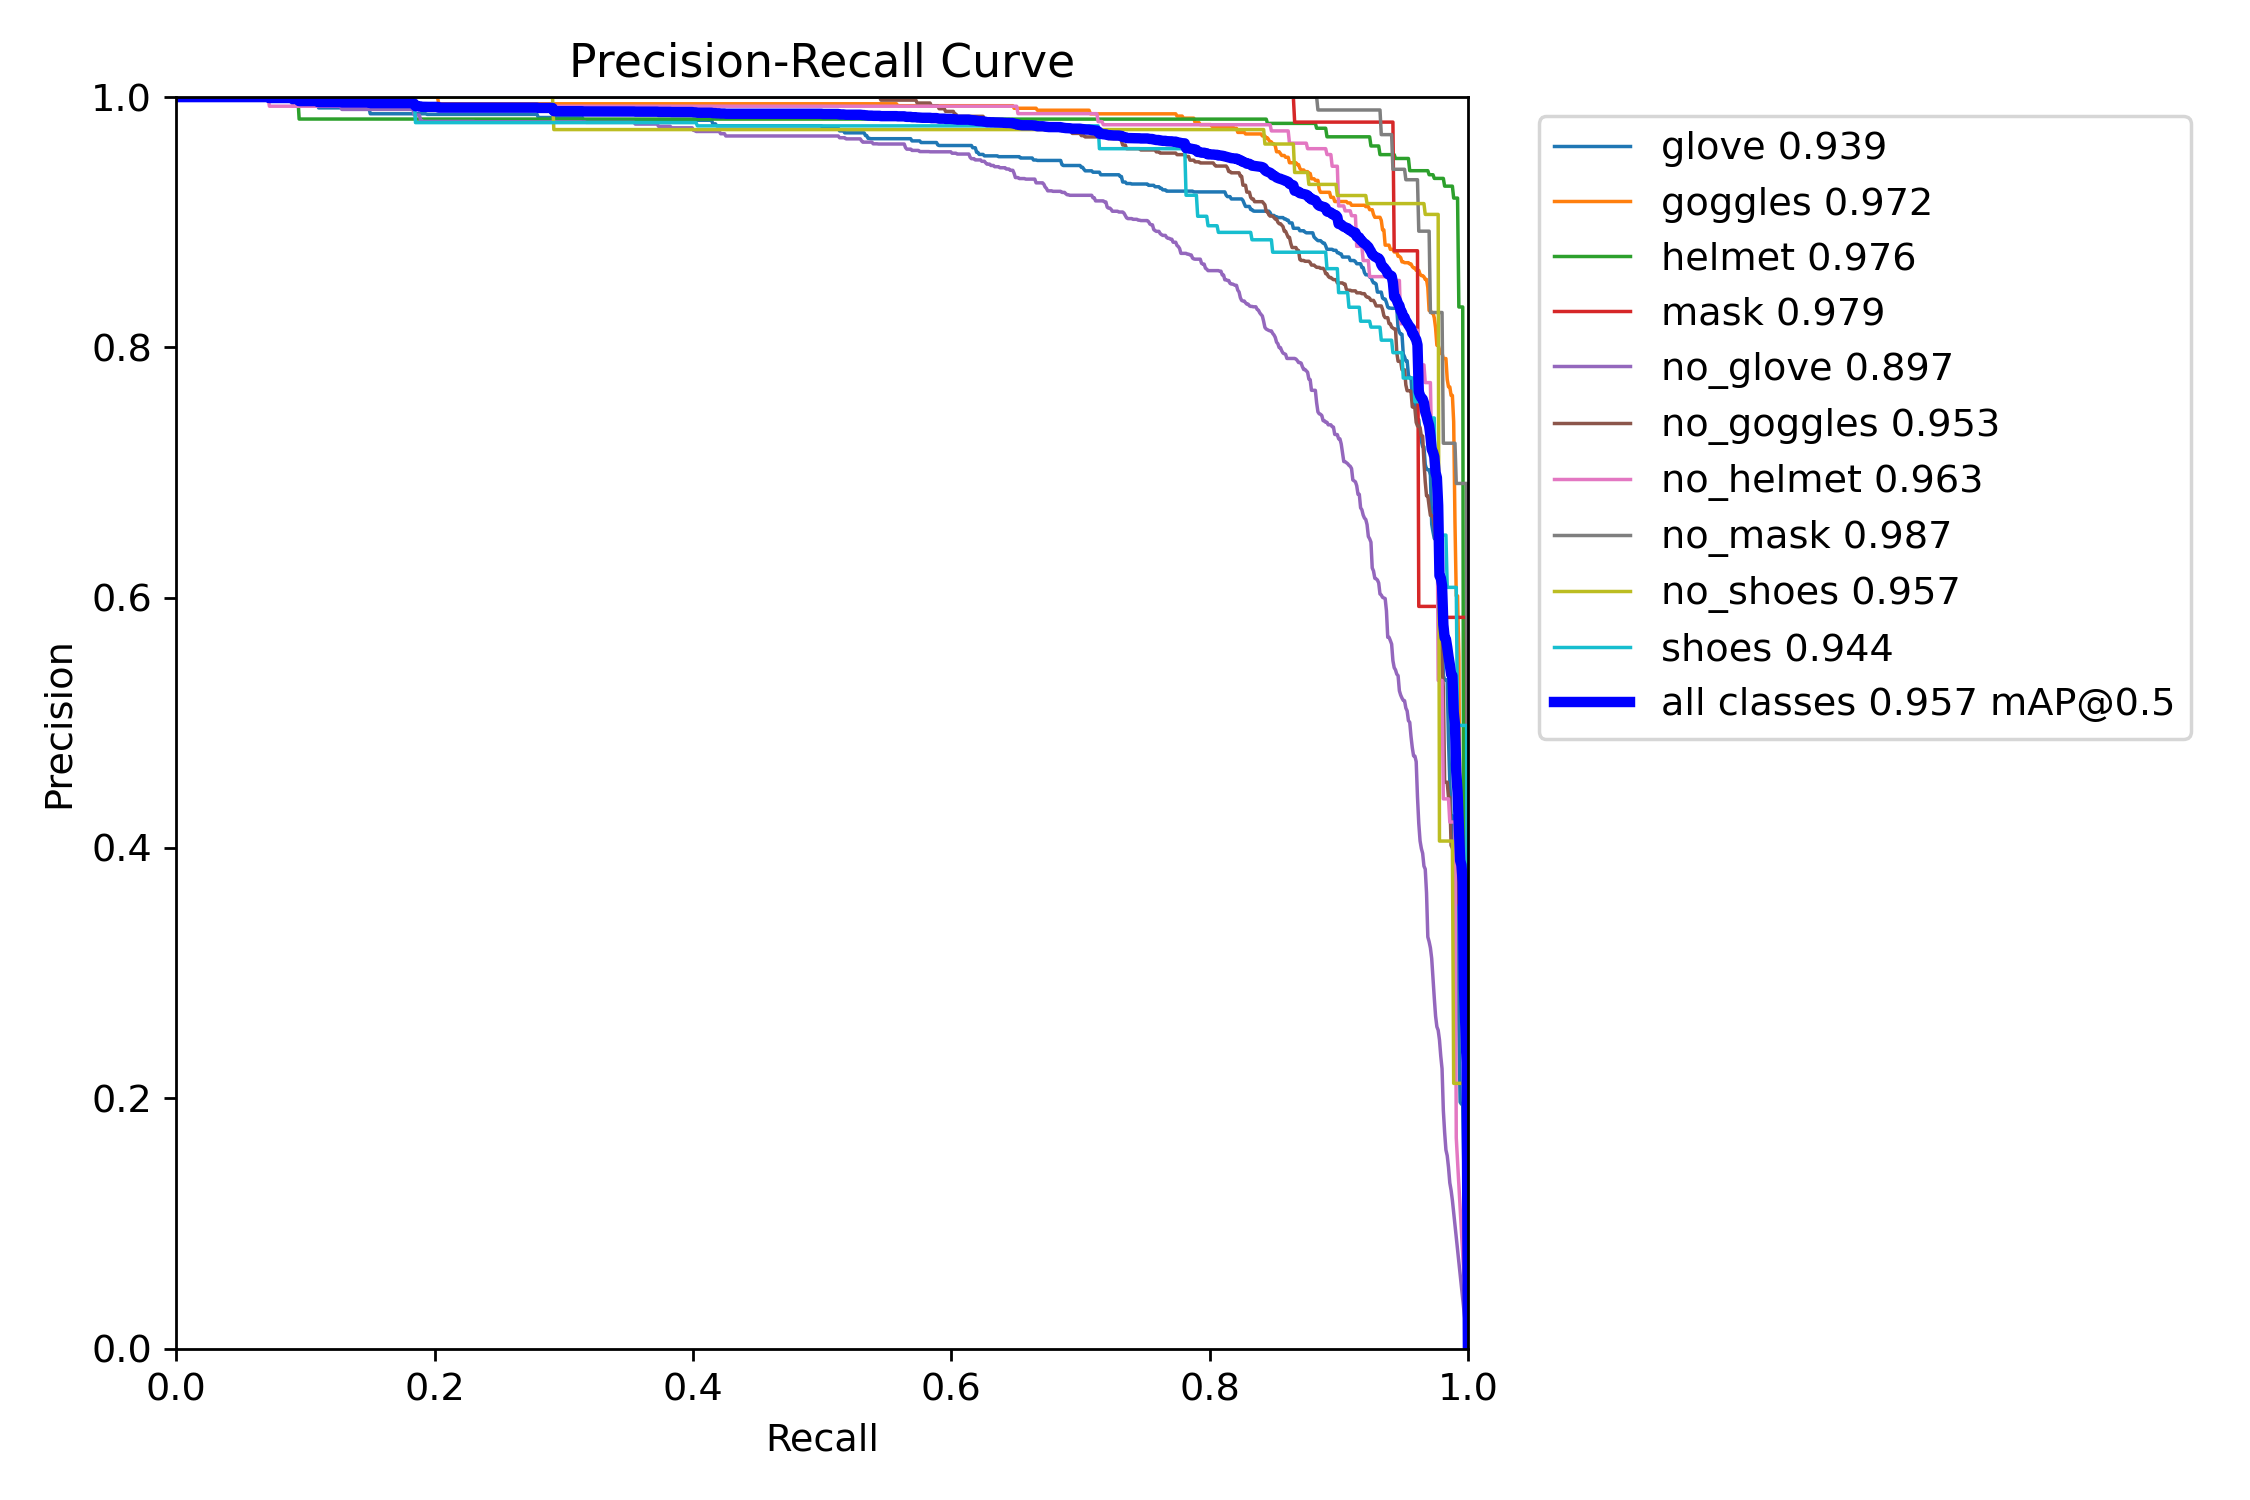 Precision-Recall Curve
1.0
0.8
0.6
0.4
0.2
0.0
Precision
0.0 0.2 0.4 0.6 0.8 1.0
Recall
glove 0.939
goggles 0.972
helmet 0.976
mask 0.979
no_glove 0.897
no_goggles 0.953
no_helmet 0.963
no_mask 0.987
no_shoes 0.957
shoes 0.944
all classes 0.957 mAP@0.5